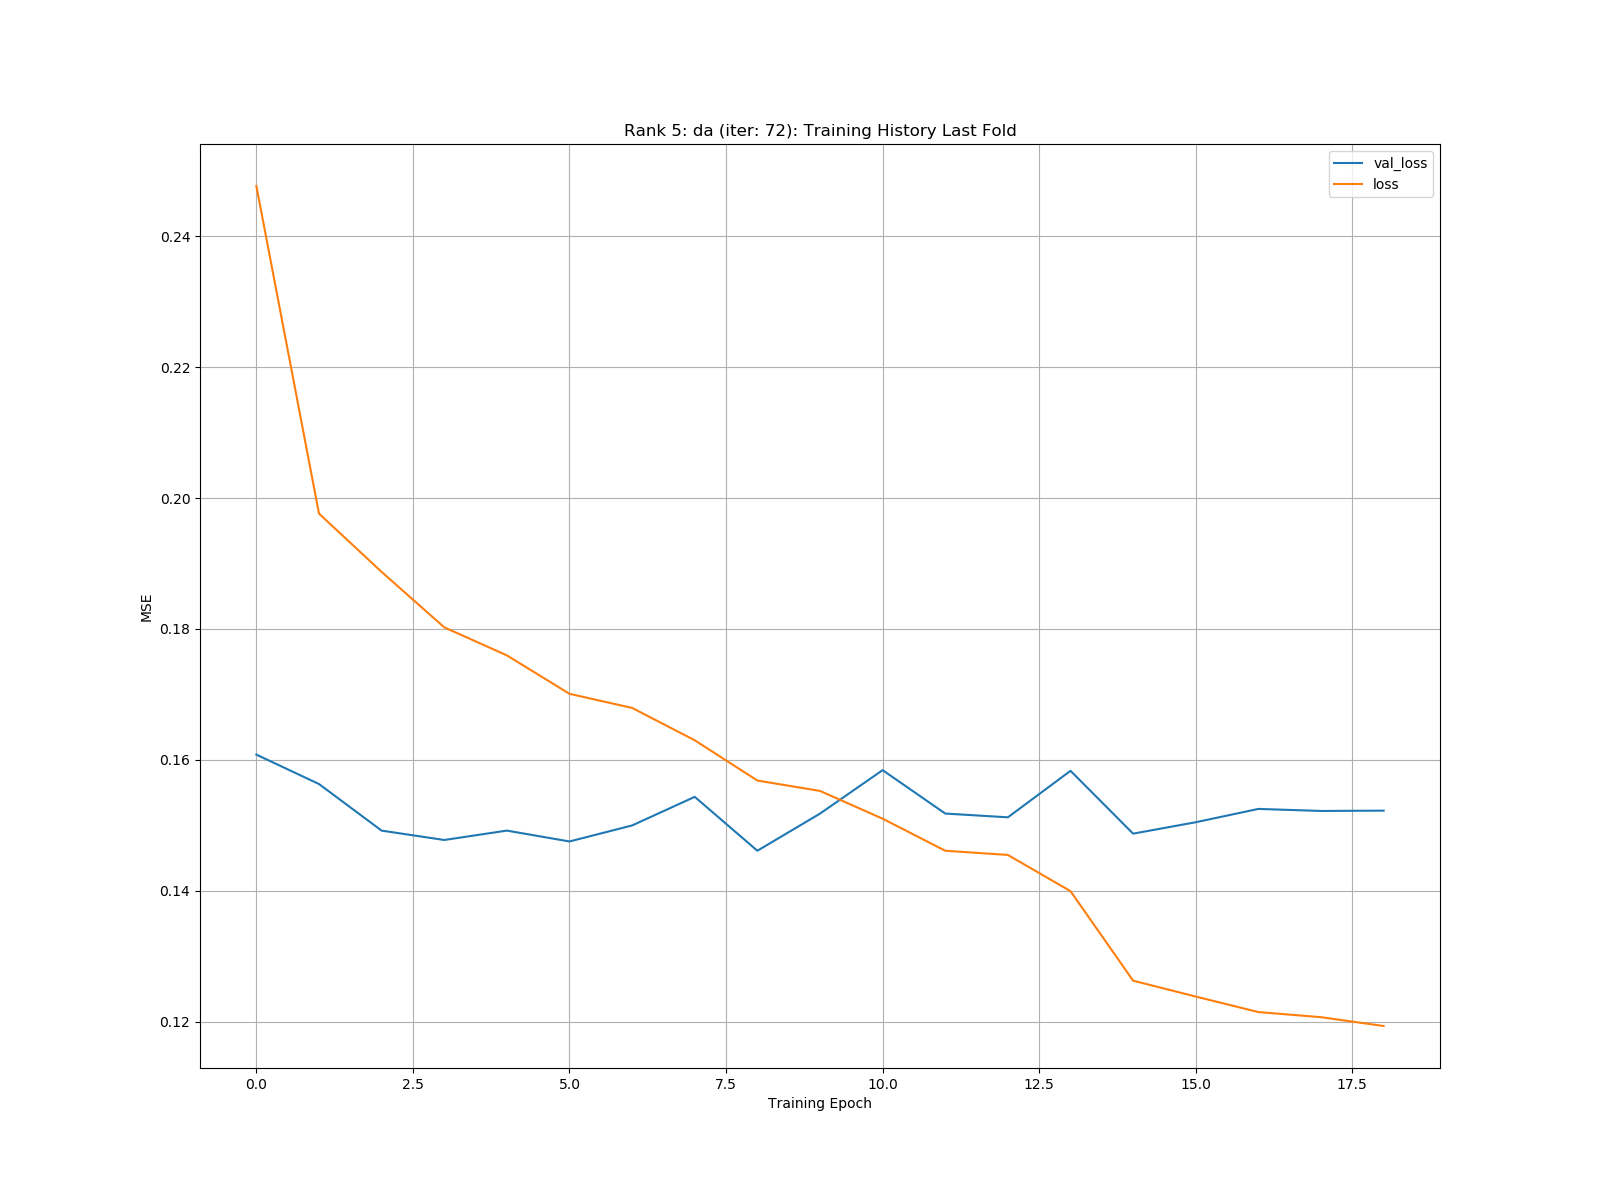 Rank 5: da (iter: 72): Training History Last Fold
val_loss
loss
MSE
0.24
0.22
0.20
0.18
0.16
0.14
0.12
0.0 2.5 5.0 7.5 10.0 12.5 15.0 17.5
Training Epoch